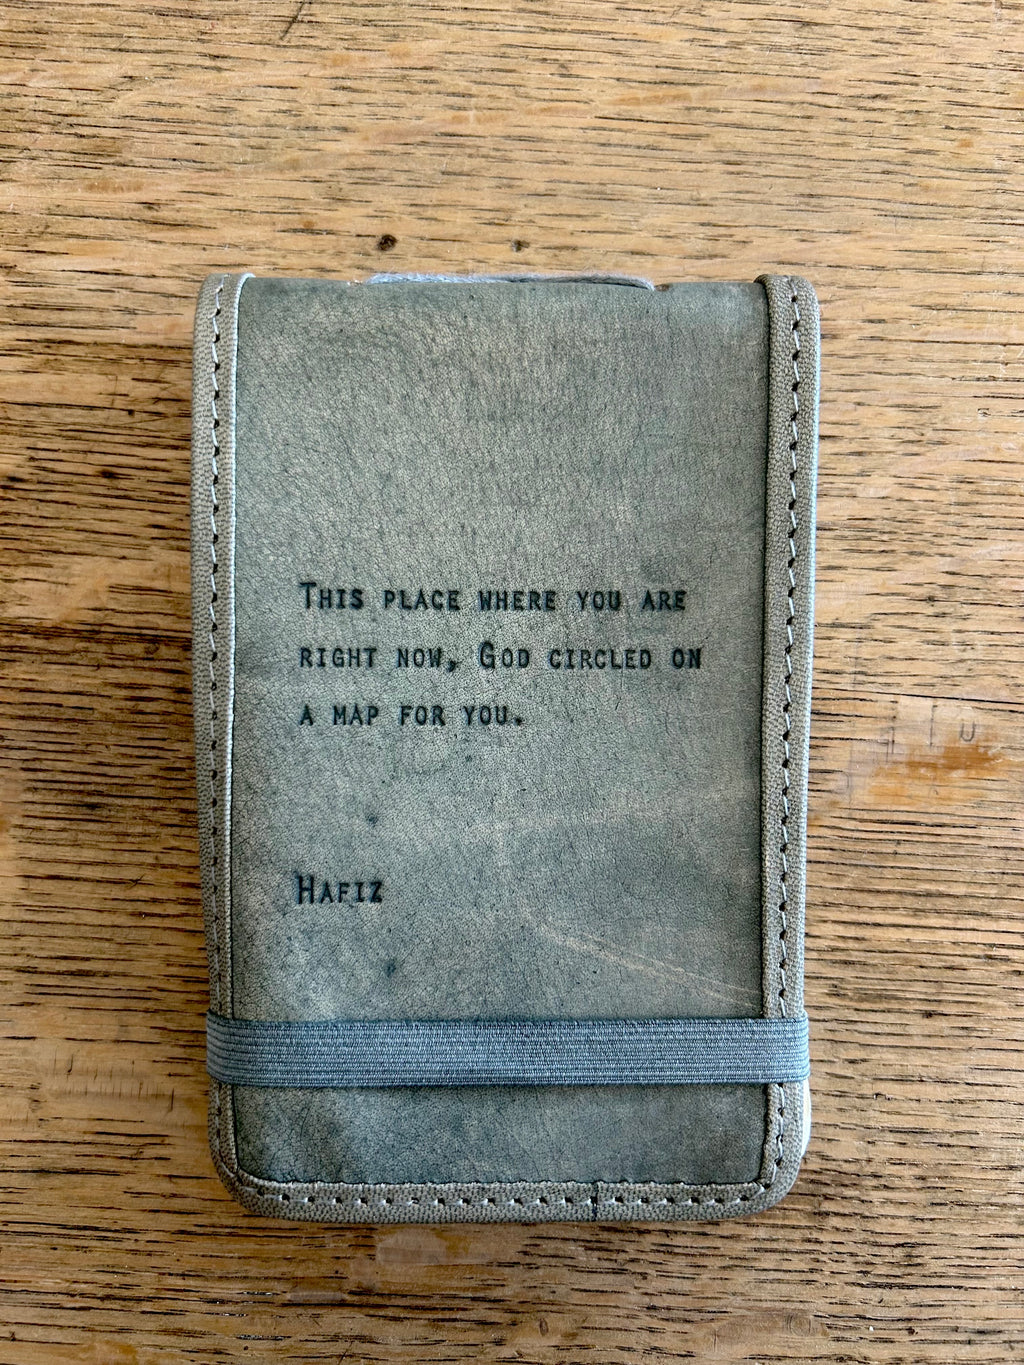 This place where you are
right now, God circled on
a map for you.
Hafiz